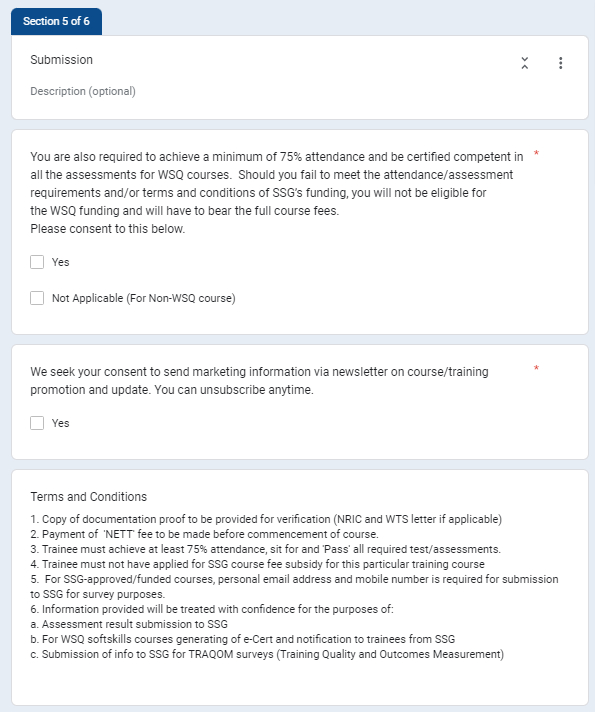 Section 5 of 6
Submission
Description (optional)
You are also required to achieve a minimum of 75% attendance and be certified competent in *
all the assessments for WSQ courses.  Should you fail to meet the attendance/assessment
requirements and/or terms and conditions of SSG's funding, you will not be eligible for
the WSQ funding and will have to bear the full course fees.
Please consent to this below.
Yes
Not Applicable (For Non-WSQ course)
We seek your consent to send marketing information via newsletter on course/training *
promotion and update. You can unsubscribe anytime.
Yes
Terms and Conditions
1. Copy of documentation proof to be provided for verification (NRIC and WTS letter if applicable)
2. Payment of  'NETT' fee to be made before commencement of course.
3. Trainee must achieve at least 75% attendance, sit for and 'Pass' all required test/assessments.
4. Trainee must not have applied for SSG course fee subsidy for this particular training course
5.  For SSG-approved/funded courses, personal email address and mobile number is required for submission
to SSG for survey purposes.
6. Information provided will be treated with confidence for the purposes of:
a. Assessment result submission to SSG
b. For WSQ softskills courses generating of e-Cert and notification to trainees from SSG
c. Submission of info to SSG for TRAQOM surveys (Training Quality and Outcomes Measurement)